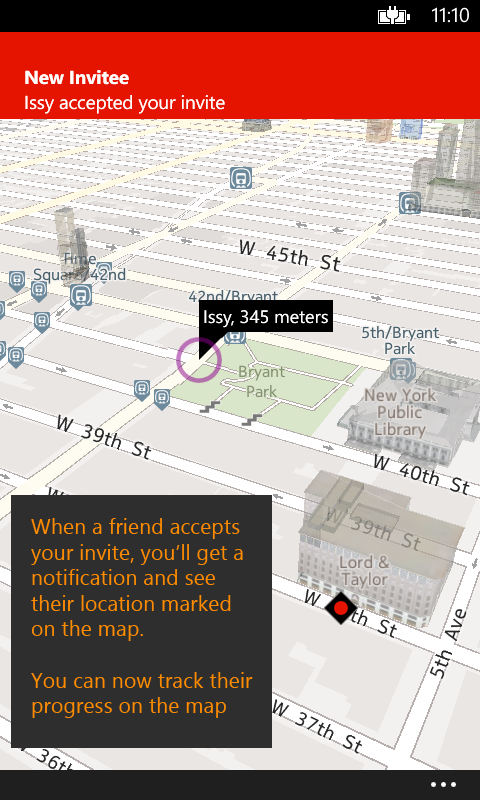 11:10
New Invitee
Issy accepted your invite
W 45th St
Time
Square/42nd
42nd/Bryant
Issy, 345 meters
5th/Bryant
Park
Bryant
Park
New York
Public
Library
W 39th St
W 40th St
W 39th St
Lord &
Taylor
5th Ave
W 37th St
W 36th
When a friend accepts
your invite, you’ll get a
notification and see
their location marked
on the map.
You can now track their
progress on the map